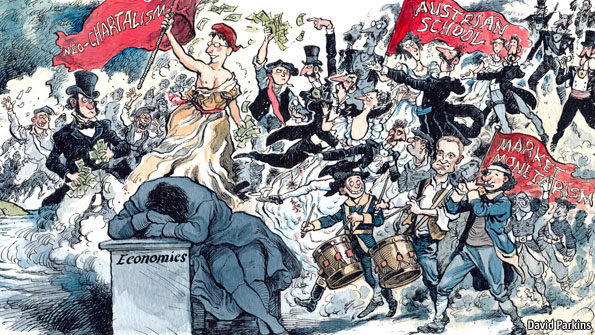 NEO-CHARTALISM
AUSTRIAN
SCHOOL
MARKET
MONETARISM
Economics
David Parkins